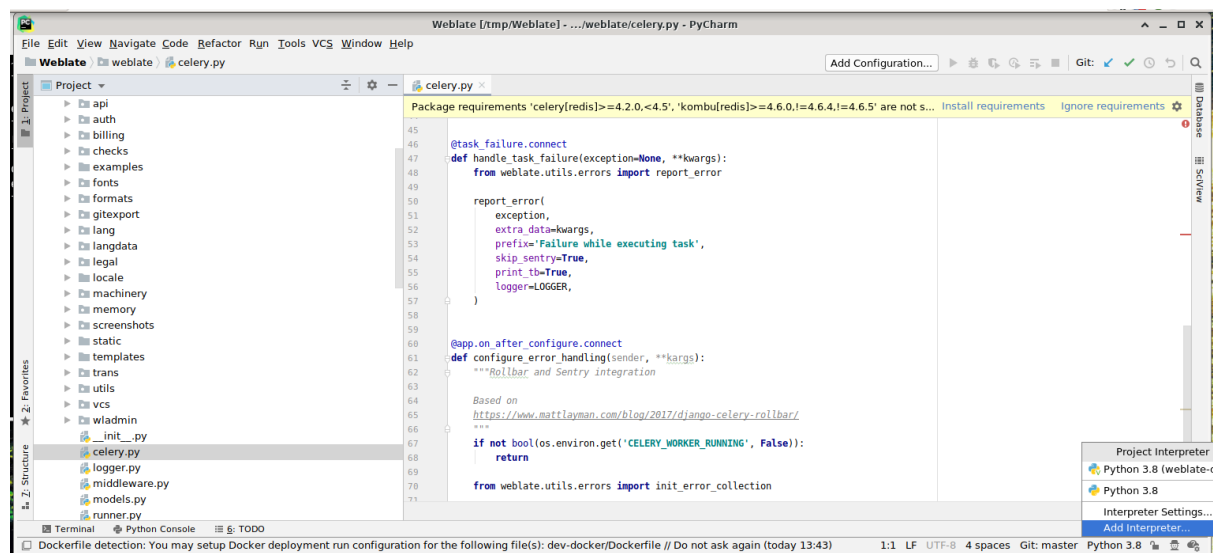 Weblate [/tmp/Weblate] - .../weblate/celery.py - PyCharm
File Edit View Navigate Code Refactor Run Tools VCS Window Help
Weblate weblate celery.py
Add Configuration... Git:
1: Project
Project
celery.py
Package requirements 'celery[redis]>=4.2.0,<4.5', 'kombu[redis]>=4.6.0,!=4.6.4,!=4.6.5' are not s... Install requirements Ignore requirements
api
auth
billing
checks
examples
fonts
formats
gitexport
lang
langdata
legal
locale
machinery
memory
screenshots
static
templates
trans
utils
vcs
wladmin
__init__.py
celery.py
logger.py
middleware.py
models.py
runner.py
45
46 @task_failure.connect
47 def handle_task_failure(exception=None, **kwargs):
48 from weblate.utils.errors import report_error
49
50 report_error(
51 exception,
52 extra_data=kwargs,
53 prefix='Failure while executing task',
54 skip_sentry=True,
55 print_tb=True,
56 logger=LOGGER,
57 )
58
59
60 @app.on_after_configure.connect
61 def configure_error_handling(sender, **kargs):
62 """Rollbar and Sentry integration
63
64 Based on
65 https://www.mattlayman.com/blog/2017/django-celery-rollbar/
66 """
67 if not bool(os.environ.get('CELERY_WORKER_RUNNING', False)):
68 return
69
70 from weblate.utils.errors import init_error_collection
71
Database
SciView
2: Favorites
Z: Structure
Project Interpreter
Python 3.8 (weblate-
Python 3.8
Interpreter Settings...
Add Interpreter...
Terminal Python Console 6: TODO
Dockerfile detection: You may setup Docker deployment run configuration for the following file(s): dev-docker/Dockerfile // Do not ask again (today 13:43) 1:1 LF UTF-8 4 spaces Git: master Python 3.8